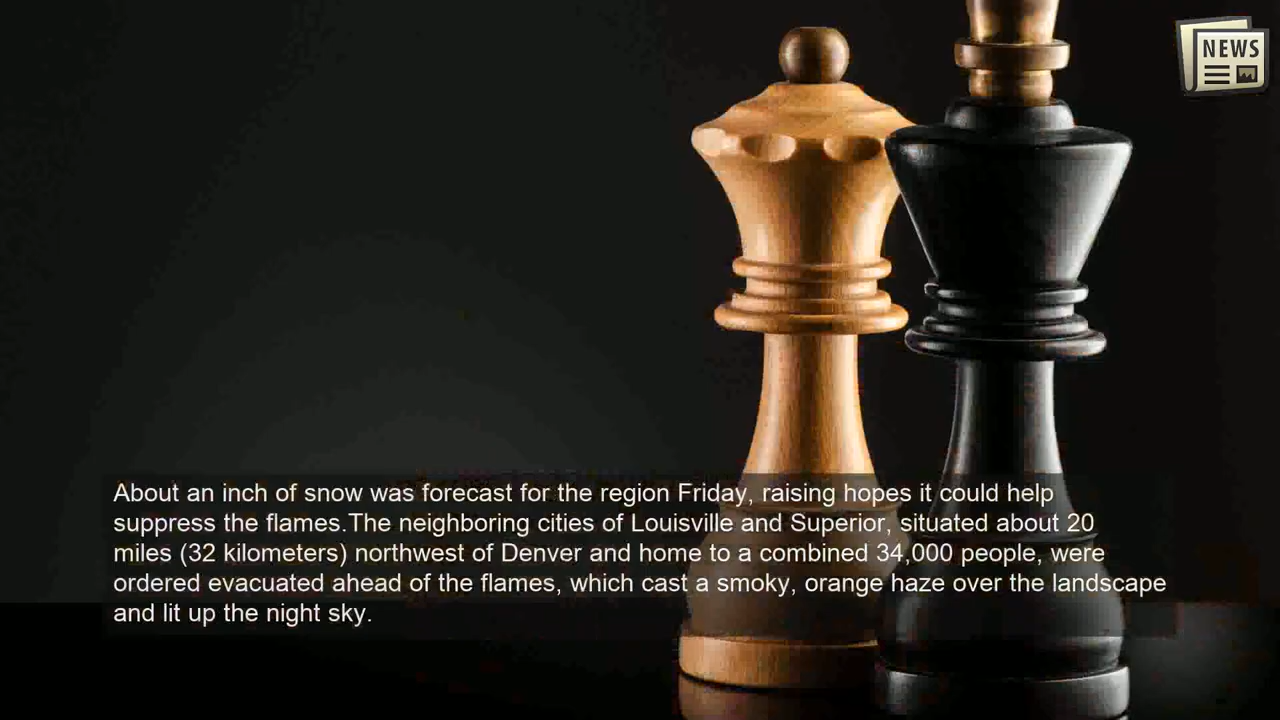 NEWS
About an inch of snow was forecast for the region Friday, raising hopes it could help
suppress the flames.The neighboring cities of Louisville and Superior, situated about 20
miles (32 kilometers) northwest of Denver and home to a combined 34,000 people, were
ordered evacuated ahead of the flames, which cast a smoky, orange haze over the landscape
and lit up the night sky.